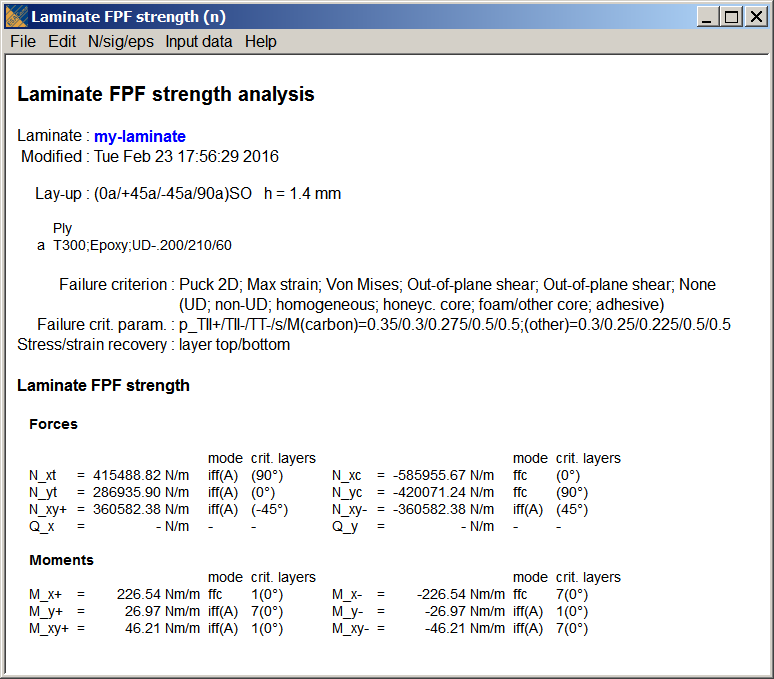 Laminate FPF strength (n)
File Edit N/sig/eps Input data Help
Laminate FPF strength analysis
Laminate : my-laminate
Modified : Tue Feb 23 17:56:29 2016
Lay-up : (0a/+45a/-45a/90a)SO h = 1.4 mm
Ply
a T300;Epoxy;UD-.200/210/60
Failure criterion : Puck 2D; Max strain; Von Mises; Out-of-plane shear; Out-of-plane shear; None
(UD; non-UD; homogeneous; honeyc. core; foam/other core; adhesive)
Failure crit. param. : p_Tll+/Tll-/TT-/s/M(carbon)=0.35/0.3/0.275/0.5/0.5;(other)=0.3/0.25/0.225/0.5/0.5
Stress/strain recovery : layer top/bottom
Laminate FPF strength
Forces
mode crit. layers mode crit. layers
N_xt = 415488.82 N/m iff(A) (90°) N_xc = -585955.67 N/m ffc (0°)
N_yt = 286935.90 N/m iff(A) (0°) N_yc = -420071.24 N/m ffc (90°)
N_xy+ = 360582.38 N/m iff(A) (-45°) N_xy- = -360582.38 N/m iff(A) (45°)
Q_x = - N/m - - Q_y = - N/m - -
Moments
mode crit. layers mode crit. layers
M_x+ = 226.54 Nm/m ffc 1(0°) M_x- = -226.54 Nm/m ffc 7(0°)
M_y+ = 26.97 Nm/m iff(A) 7(0°) M_y- = -26.97 Nm/m iff(A) 1(0°)
M_xy+ = 46.21 Nm/m iff(A) 1(0°) M_xy- = -46.21 Nm/m iff(A) 7(0°)